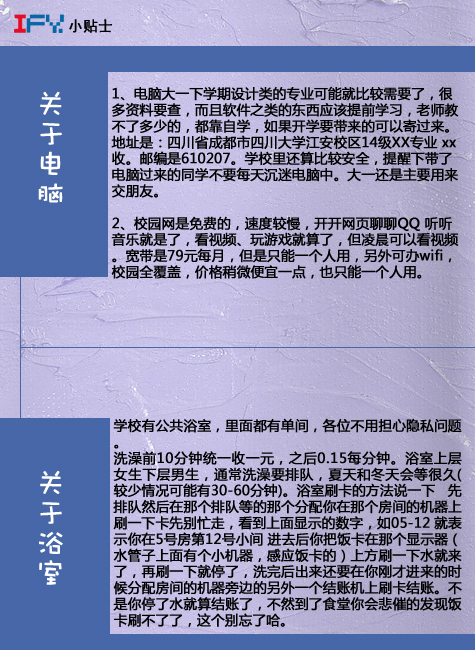 IFY 小贴士
关于电脑
1、电脑大一下学期设计类的专业可能就比较需要了，很
多资料要查，而且软件之类的东西应该提前学习，老师教
不了多少的，都靠自学，如果开学要带来的可以寄过来。
地址是：四川省成都市四川大学江安校区14级XX专业 xx
收。邮编是610207。学校里还算比较安全，提醒下带了
电脑过来的同学不要每天沉迷电脑中。大一还是主要用来
交朋友。
2、校园网是免费的，速度较慢，开开网页聊聊QQ 听听
音乐就是了，看视频、玩游戏就算了，但凌晨可以看视频
。宽带是79元每月，但是只能一个人用，另外可办wifi，
校园全覆盖，价格稍微便宜一点，也只能一个人用。
关于浴室
学校有公共浴室，里面都有单间，各位不用担心隐私问题
。
洗澡前10分钟统一收一元，之后0.15每分钟。浴室上层
女生下层男生，通常洗澡要排队，夏天和冬天会等很久(
较少情况可能有30-60分钟)。浴室刷卡的方法说一下　先
排队然后在那个排队等的那个分配你在那个房间的机器上
刷一下卡先别忙走，看到上面显示的数字，如05-12 就表
示你在5号房第12号小间 进去后你把饭卡在那个显示器（
水管子上面有个小机器，感应饭卡的）上方刷一下水就来
了，再刷一下就停了，洗完后出来还要在你刚才进来的时
候分配房间的机器旁边的另外一个结账机上刷卡结账。不
是你停了水就算结账了，不然到了食堂你会悲催的发现饭
卡刷不了了，这个别忘了哈。